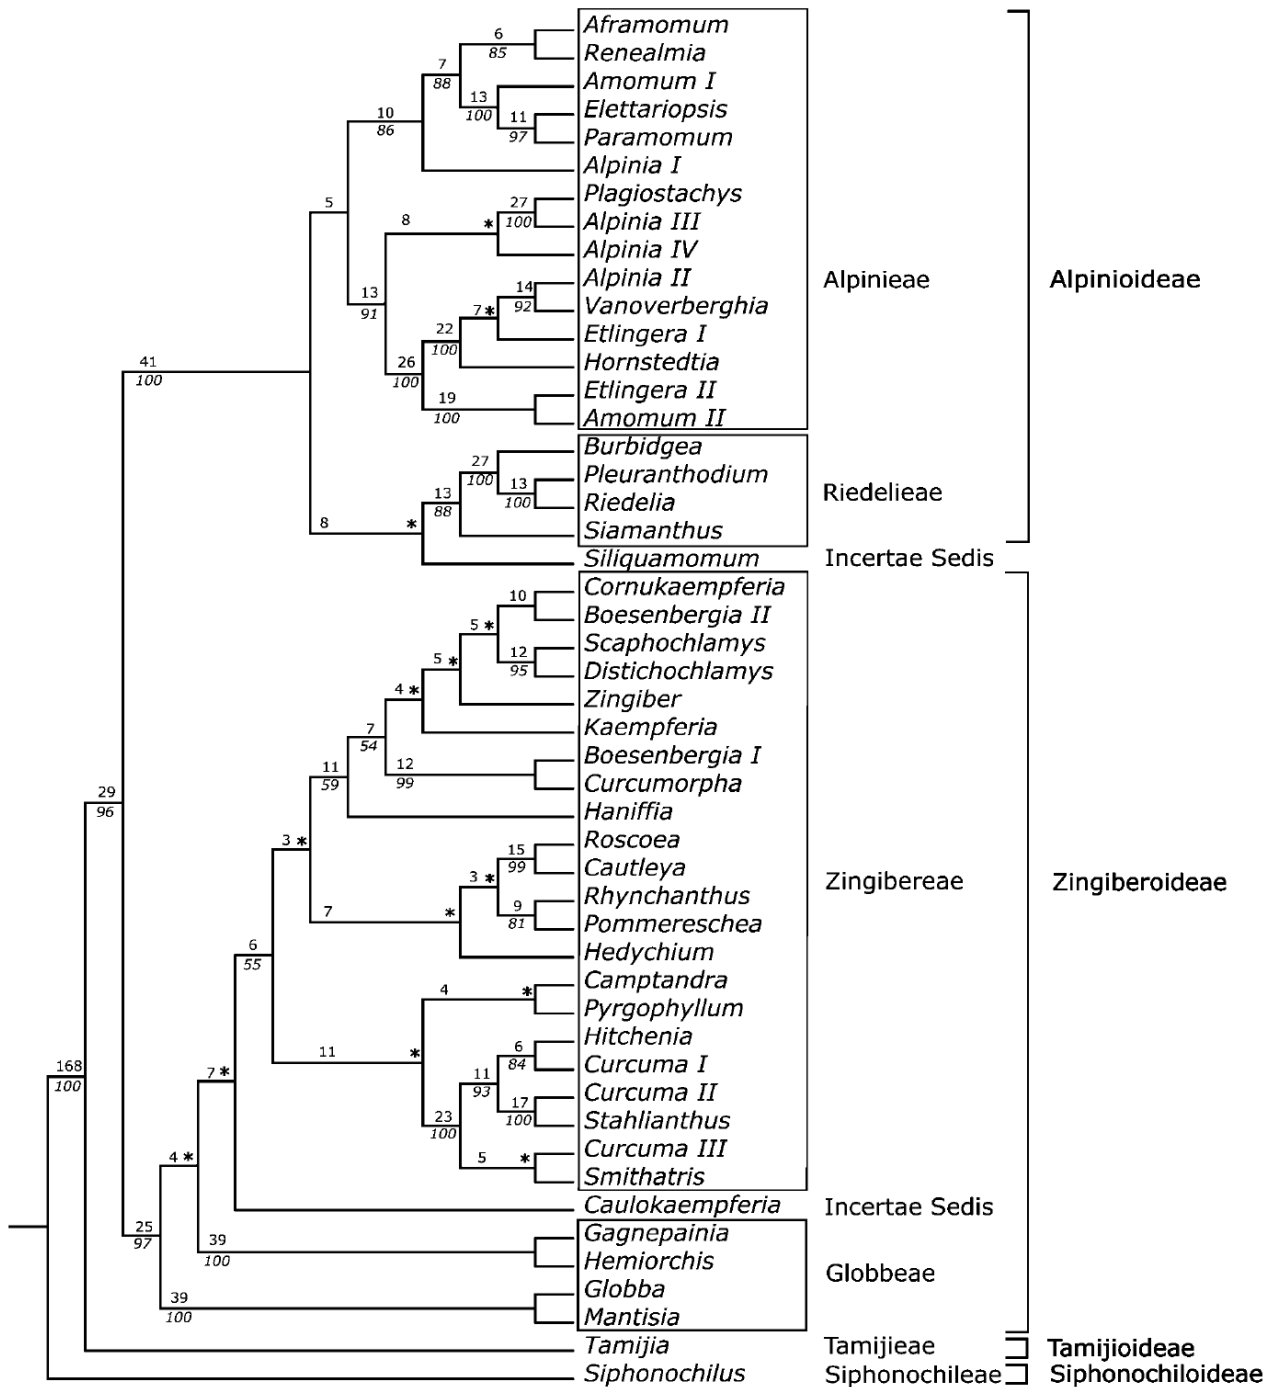 Aframomum
6
85
Renealmia
7
88
Amomum I
13
100
Elettariopsis
10
86
11
97
Paramomum
Alpinia I
Plagiostachys
5
27
100
8
*
Alpinia III
Alpinia IV
Alpinia II
Alpinieae
Alpinioideae
13
91
14
92
7 *
Vanoverberghia
22
100
Etlingera I
Hornstedtia
41
100
26
100
Etlingera II
19
100
Amomum II
Burbidgea
27
100
Pleuranthodium
13
100
13
88
Riedelia
Riedelieae
8
*
Siamanthus
Siliquamomum
Incertae Sedis
Cornukaempferia
10
Boesenbergia II
5 *
Scaphochlamys
12
95
5 *
Distichochlamys
4 *
Zingiber
7
54
Kaempferia
Boesenbergia I
11
59
12
99
Curcumorpha
29
96
Haniffia
3 *
Roscoea
15
99
Cautleya
3 *
Zingibereae
Zingiberoideae
Rhynchanthus
7
*
9
81
Pommereschea
6
55
Hedychium
Camptandra
4
*
Pyrgophyllum
Hitchenia
11
*
6
84
168
100
7 *
Curcuma I
11
93
Curcuma II
17
100
23
100
Stahlianthus
4 *
Curcuma III
5
*
Smithatris
Caulokaempferia
Incertae Sedis
25
97
Gagnepainia
39
100
Hemiorchis
Globbeae
Globba
39
100
Mantisia
Tamijia
Tamijieae
Tamijioideae
Siphonochilus
Siphonochileae
Siphonochiloideae